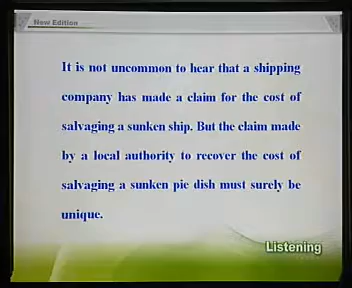 New Edition
It is not uncommon to hear that a shipping
company has made a claim for the cost of
salvaging a sunken ship. But the claim made
by a local authority to recover the cost of
salvaging a sunken pie dish must surely be
unique.
Listening